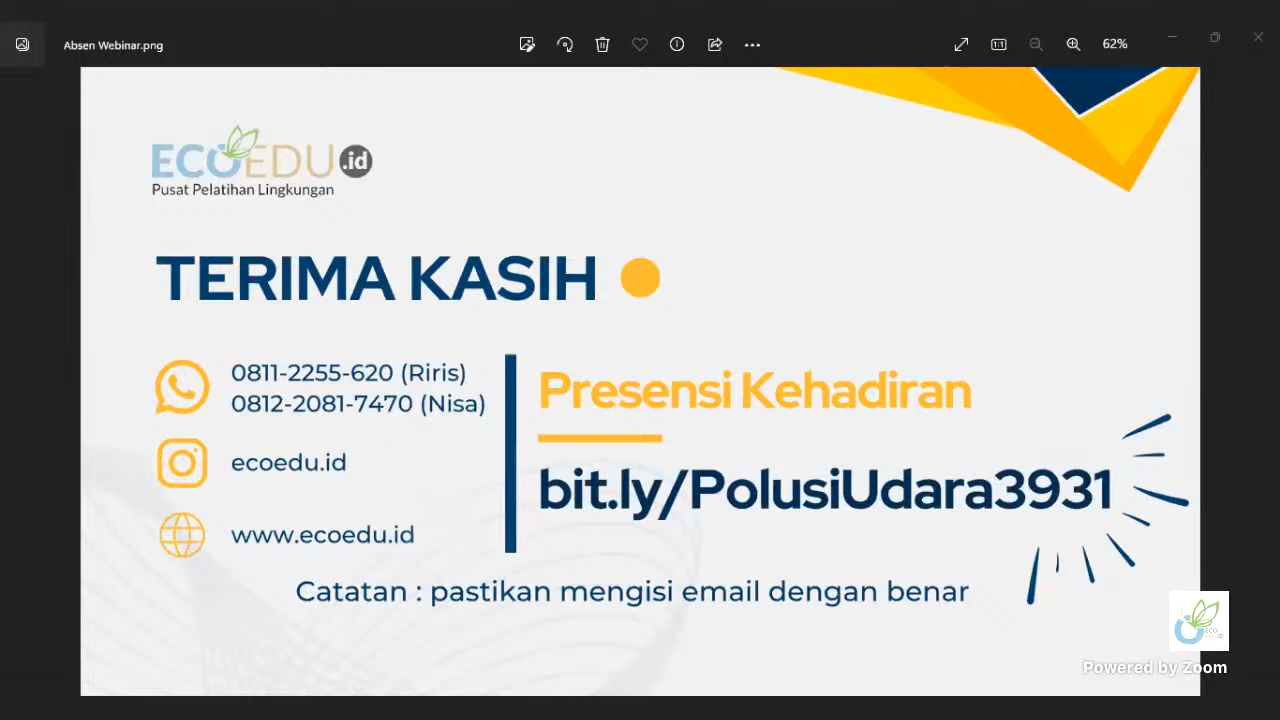 Absen Webinar.png
62%
ECOEDU.id
Pusat Pelatihan Lingkungan
TERIMA KASIH
0811-2255-620 (Riris)
0812-2081-7470 (Nisa)
ecoedu.id
www.ecoedu.id
Presensi Kehadiran
bit.ly/PolusiUdara3931
Catatan : pastikan mengisi email dengan benar
Powered by Zoom